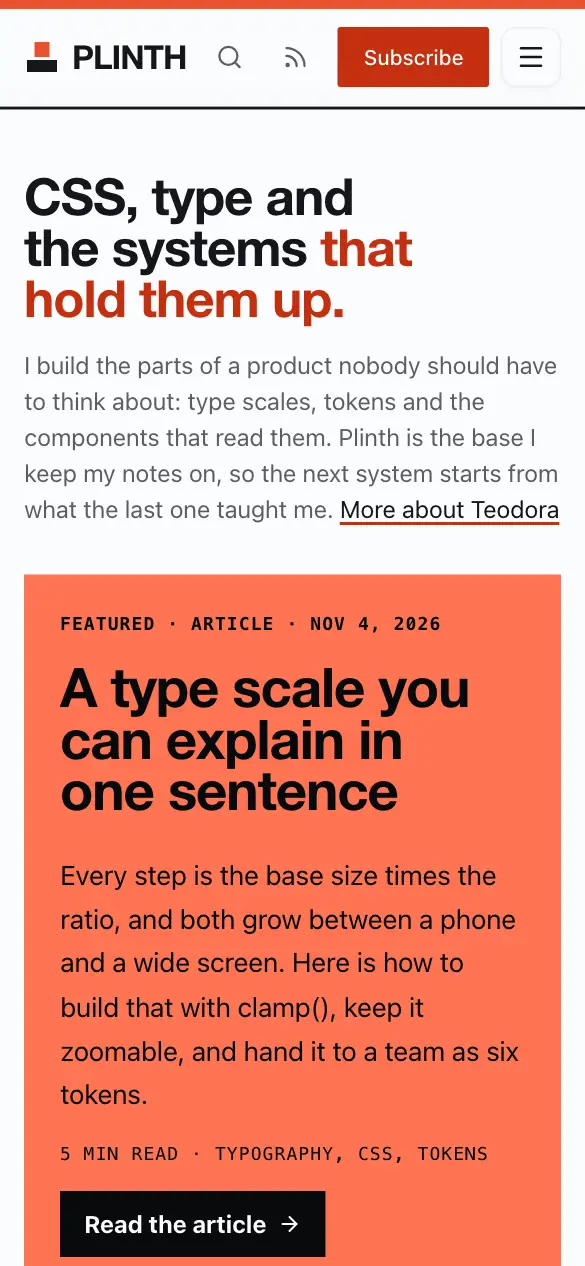 PLINTH
Subscribe
CSS, type and
the systems that
hold them up.
I build the parts of a product nobody should have
to think about: type scales, tokens and the
components that read them. Plinth is the base I
keep my notes on, so the next system starts from
what the last one taught me. More about Teodora
FEATURED · ARTICLE · NOV 4, 2026
A type scale you
can explain in
one sentence
Every step is the base size times the
ratio, and both grow between a phone
and a wide screen. Here is how to
build that with clamp(), keep it
zoomable, and hand it to a team as six
tokens.
5 MIN READ · TYPOGRAPHY, CSS, TOKENS
Read the article →